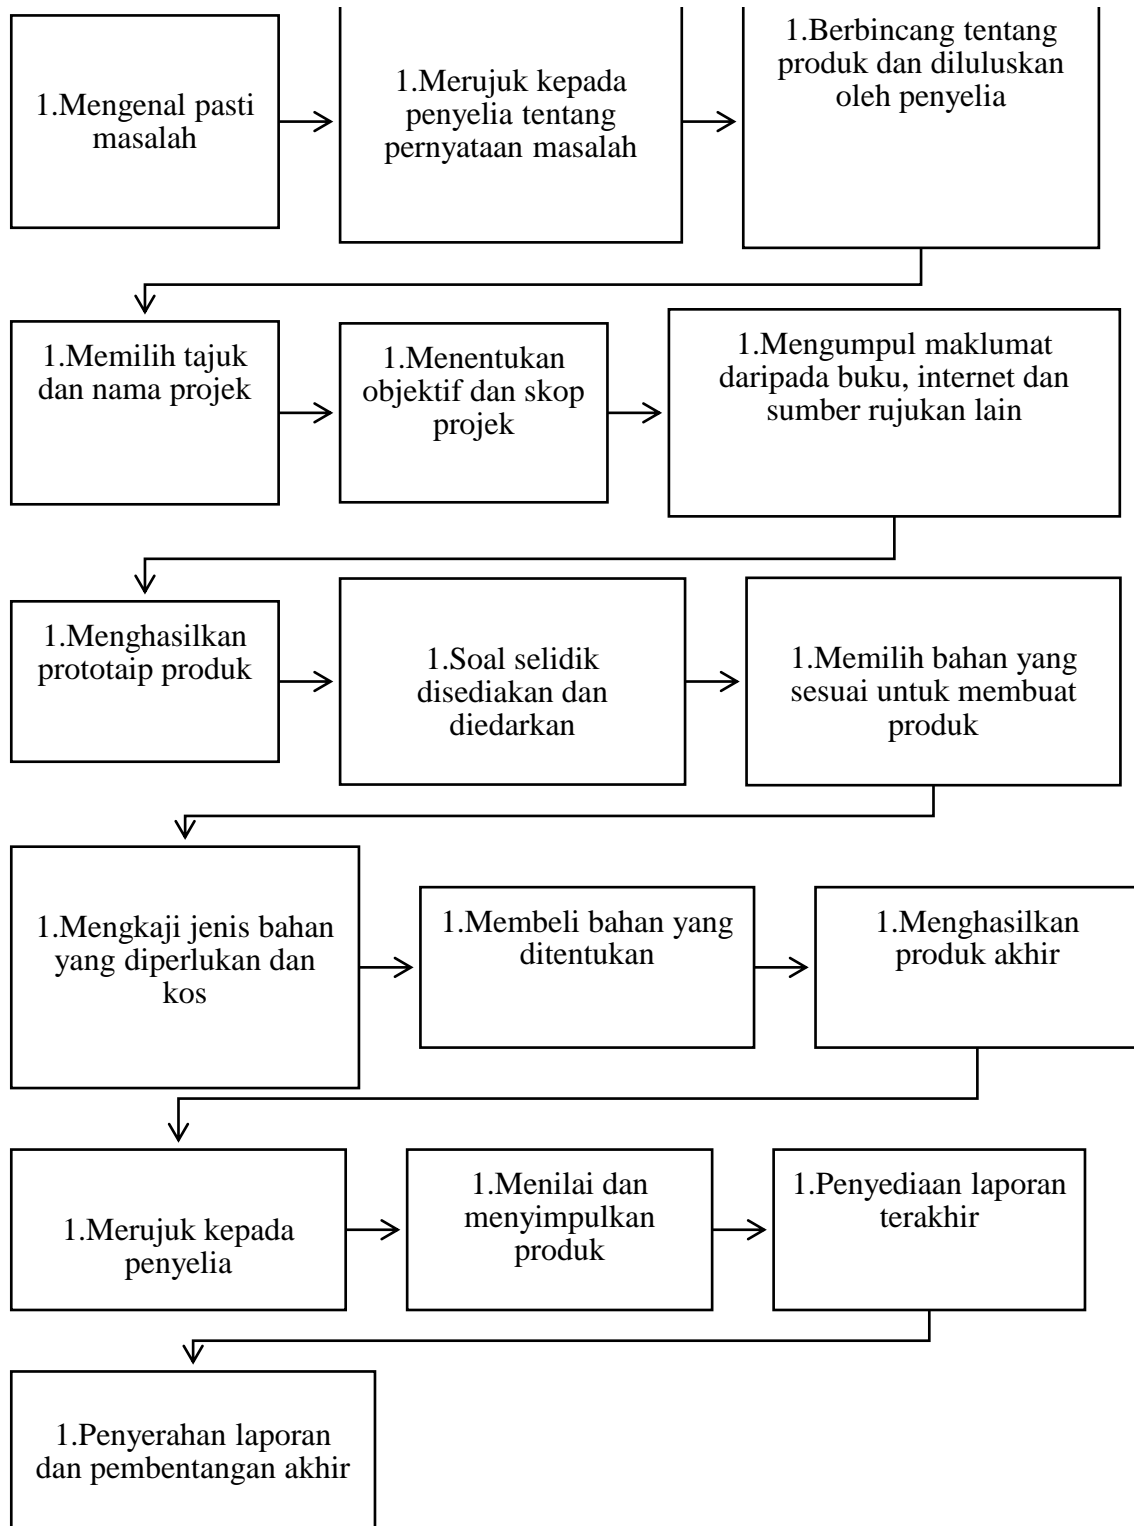 1.Mengenal pasti
masalah
1.Merujuk kepada
penyelia tentang
pernyataan masalah
1.Berbincang tentang
produk dan diluluskan
oleh penyelia
1.Memilih tajuk
dan nama projek
1.Menentukan
objektif dan skop
projek
1.Mengumpul maklumat
daripada buku, internet dan
sumber rujukan lain
1.Menghasilkan
prototaip produk
1.Soal selidik
disediakan dan
diedarkan
1.Memilih bahan yang
sesuai untuk membuat
produk
1.Mengkaji jenis bahan
yang diperlukan dan
kos
1.Membeli bahan yang
ditentukan
1.Menghasilkan
produk akhir
1.Merujuk kepada
penyelia
1.Menilai dan
menyimpulkan
produk
1.Penyediaan laporan
terakhir
1.Penyerahan laporan
dan pembentangan akhir